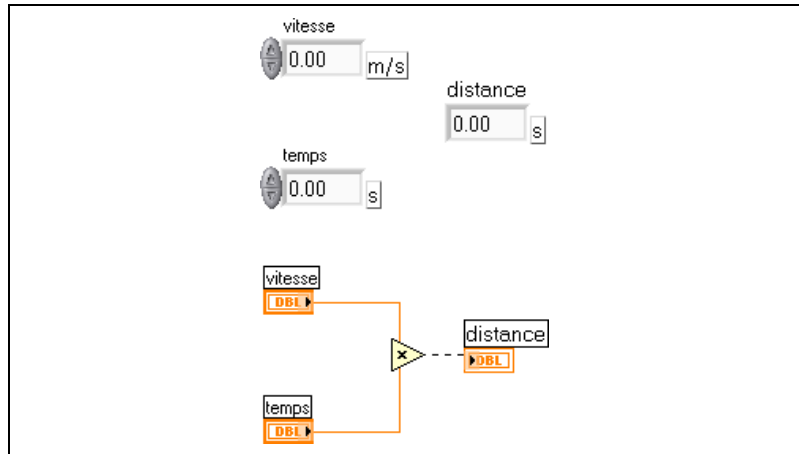 vitesse
0.00 m/s
distance
0.00 s
temps
0.00 s
vitesse
DBL
distance
x
DBL
temps
DBL